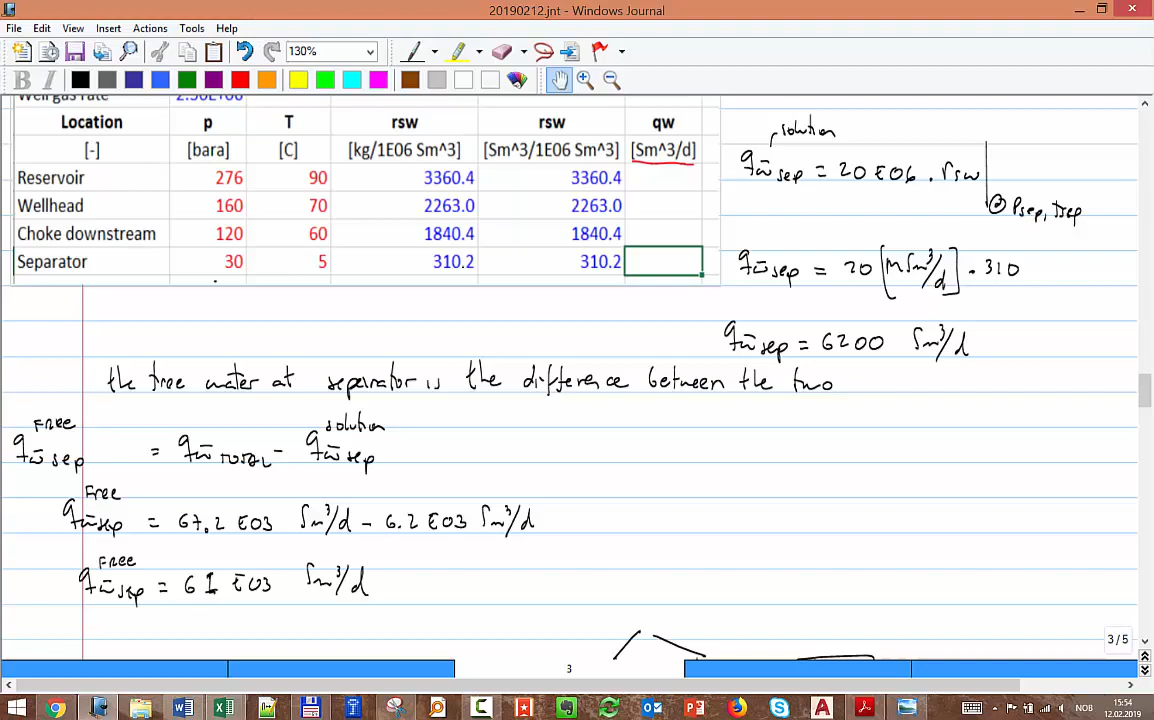 20190212.jnt - Windows Journal
File Edit View Insert Actions Tools Help
130%
B I
Well gas rate 2.50E+06
Location p T rsw rsw qw
[-] [bara] [C] [kg/1E06 Sm^3] [Sm^3/1E06 Sm^3] [Sm^3/d]
Reservoir 276 90 3360.4 3360.4
Wellhead 160 70 2263.0 2263.0
Choke downstream 120 60 1840.4 1840.4
Separator 30 5 310.2 310.2
solution
qw̄sep = 20 E06 . rsw
@ Psep, Tsep
qw̄sep = 20 [MSm³/d] . 310
qw̄sep = 6200 Sm³/d
the free water at separator is the difference between the two
Free solution
qw̄sep = qw̄TOTAL - qw̄sep
Free
qw̄sep = 67.2 E03 Sm³/d - 6.2 E03 Sm³/d
Free
qw̄sep = 61 E03 Sm³/d
3/5
3
NOB
15:54
12.02.2019